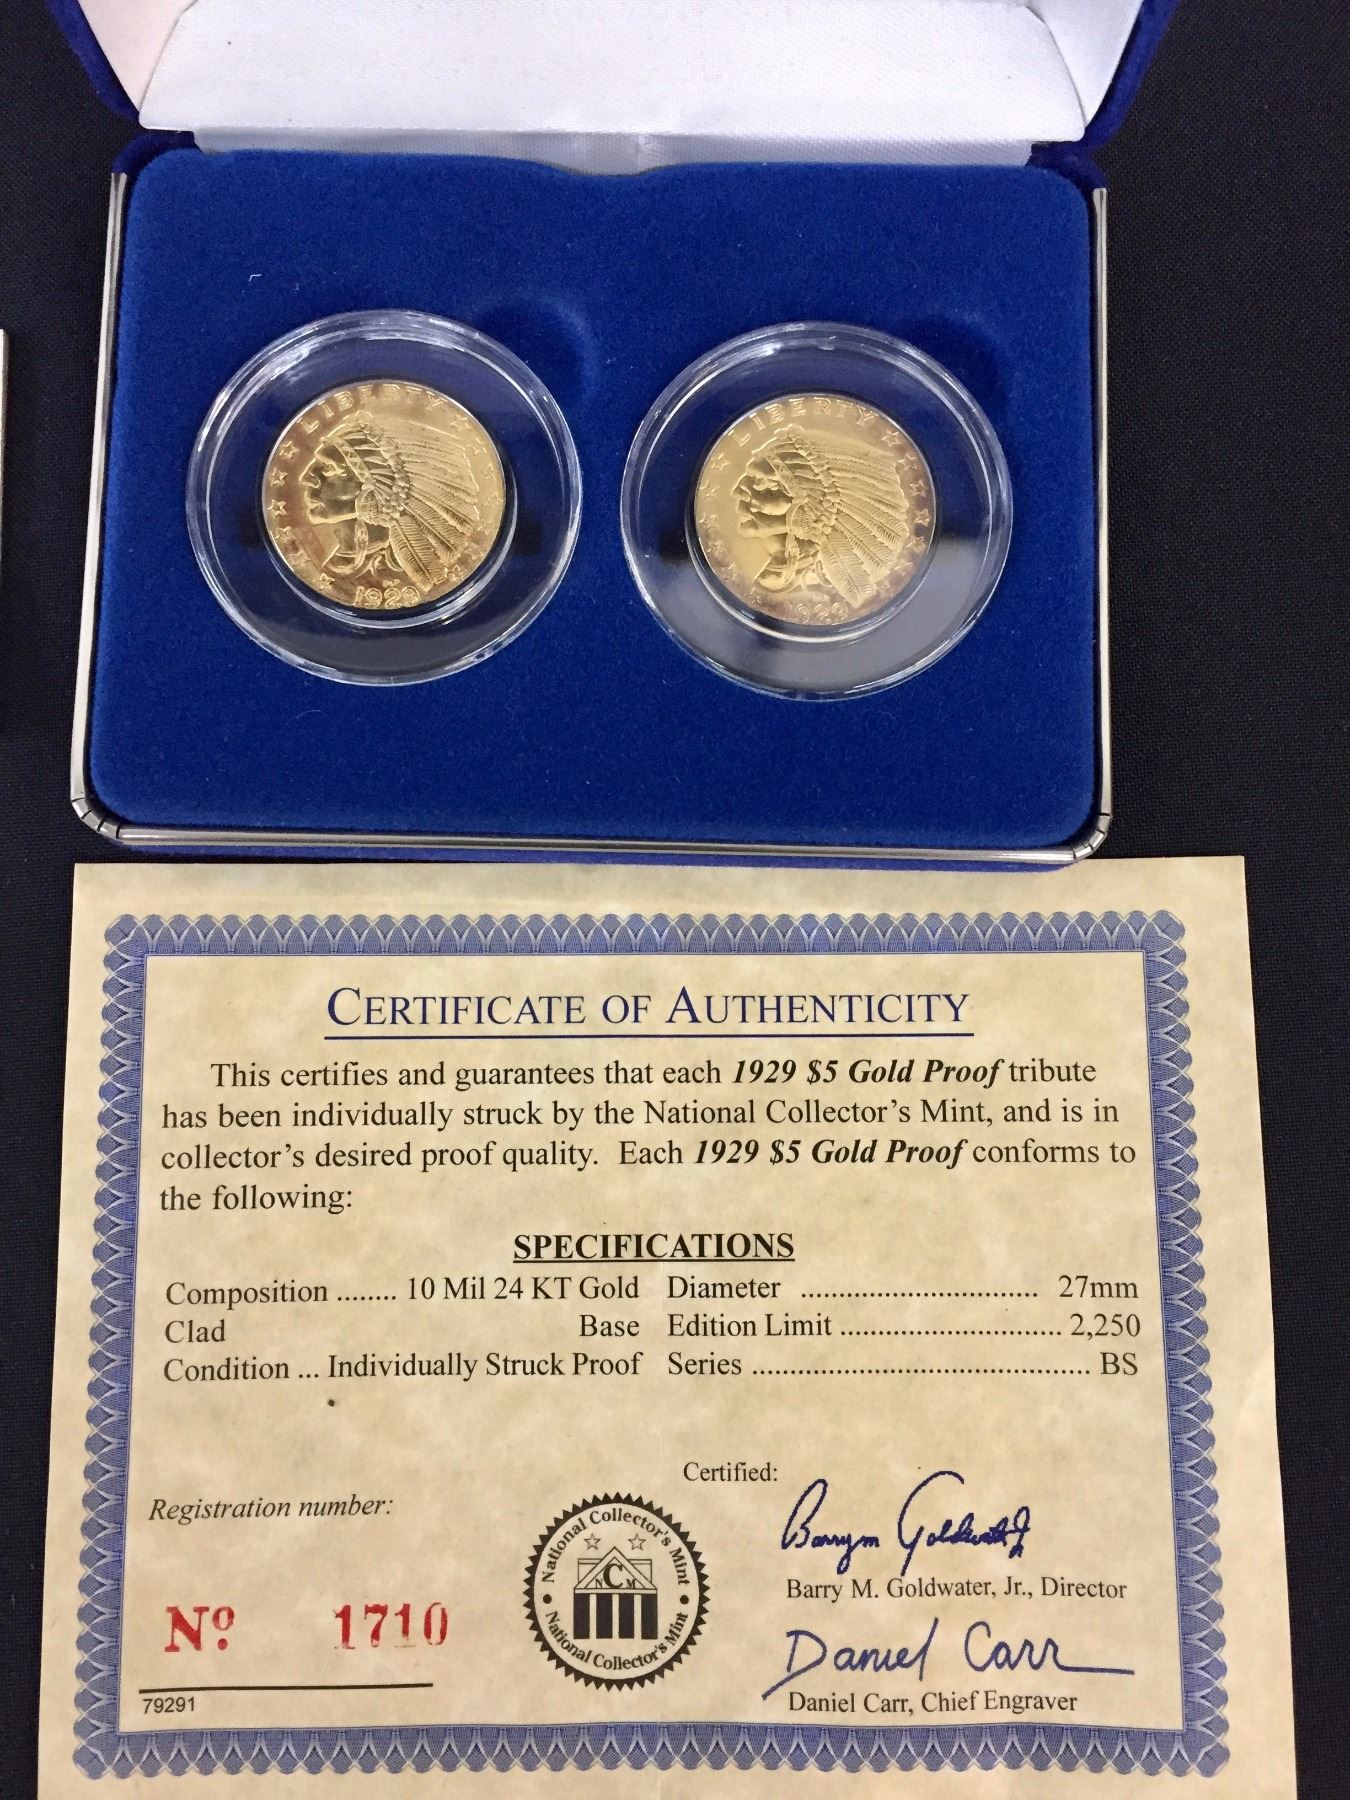 LIBERTY
1929
LIBERTY
1929
CERTIFICATE OF AUTHENTICITY
This certifies and guarantees that each 1929 $5 Gold Proof tribute
has been individually struck by the National Collector's Mint, and is in
collector's desired proof quality. Each 1929 $5 Gold Proof conforms to
the following:
SPECIFICATIONS
Composition ........ 10 Mil 24 KT Gold Diameter ............................. 27mm
Clad Base Edition Limit ........................... 2,250
Condition ... Individually Struck Proof Series ......................................... BS
Certified:
Registration number:
Barry M Goldwater Jr
Barry M. Goldwater, Jr., Director
Nº 1710
National Collector's Mint
NCM
National Collector's Mint
Daniel Carr
79291
Daniel Carr, Chief Engraver